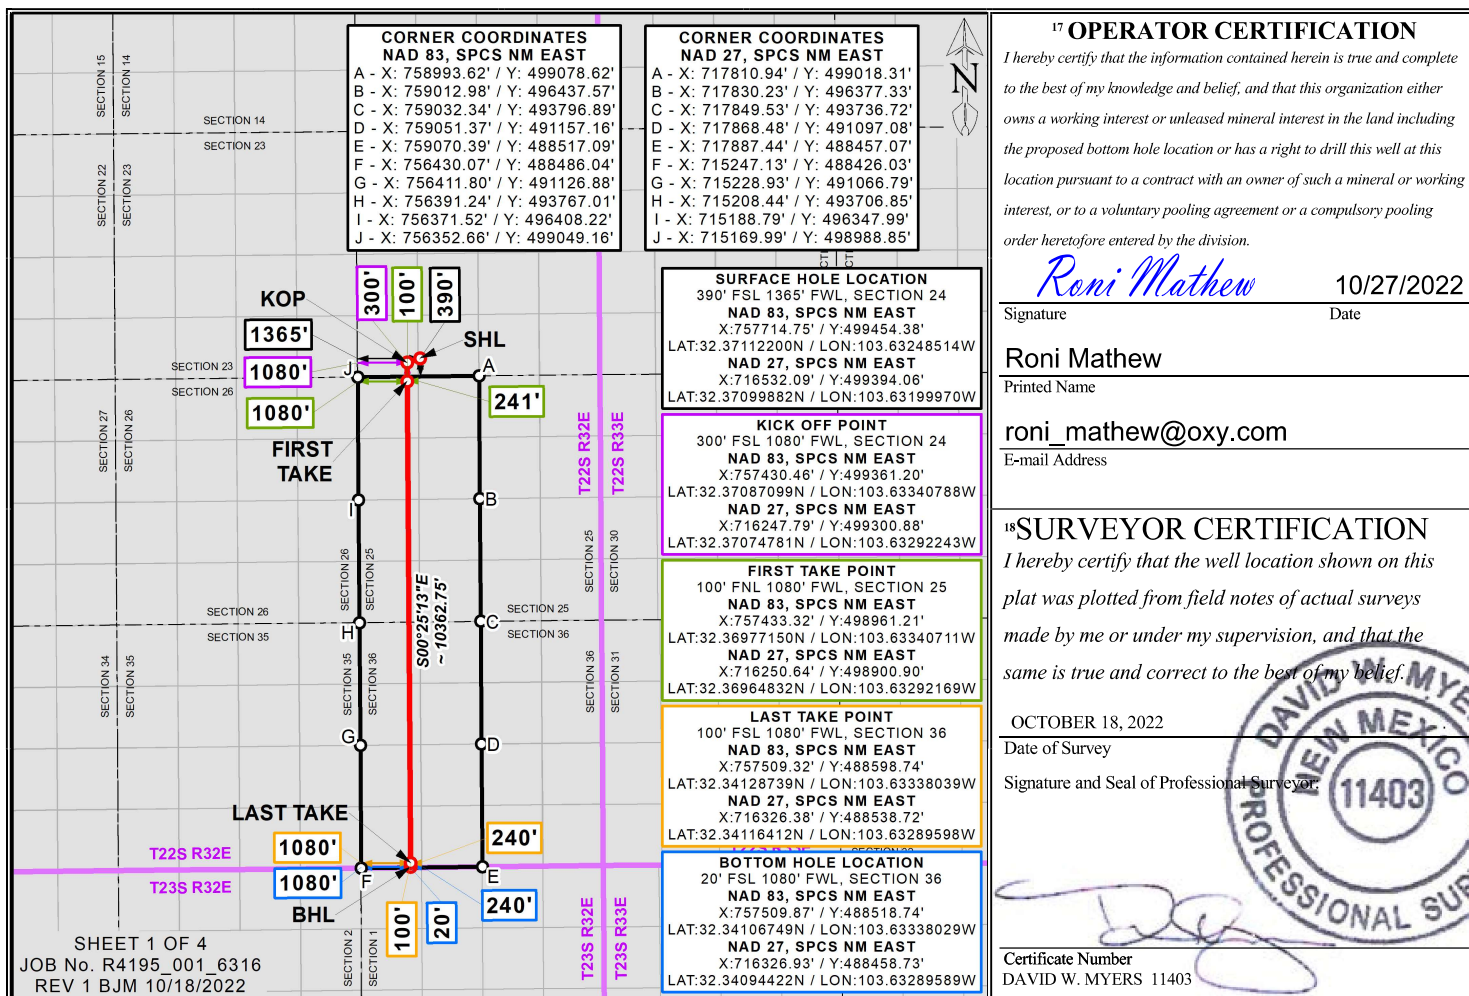 CORNER COORDINATES
NAD 83, SPCS NM EAST
A - X: 758993.62' / Y: 499078.62'
B - X: 759012.98' / Y: 496437.57'
C - X: 759032.34' / Y: 493796.89'
D - X: 759051.37' / Y: 491157.16'
E - X: 759070.39' / Y: 488517.09'
F - X: 756430.07' / Y: 488486.04'
G - X: 756411.80' / Y: 491126.88'
H - X: 756391.24' / Y: 493767.01'
I - X: 756371.52' / Y: 496408.22'
J - X: 756352.66' / Y: 499049.16'
CORNER COORDINATES
NAD 27, SPCS NM EAST
A - X: 717810.94' / Y: 499018.31'
B - X: 717830.23' / Y: 496377.33'
C - X: 717849.53' / Y: 493736.72'
D - X: 717868.48' / Y: 491097.08'
E - X: 717887.44' / Y: 488457.07'
F - X: 715247.13' / Y: 488426.03'
G - X: 715228.93' / Y: 491066.79'
H - X: 715208.44' / Y: 493706.85'
I - X: 715188.79' / Y: 496347.99'
J - X: 715169.99' / Y: 498988.85'
N
SECTION 15
SECTION 14
SECTION 14
SECTION 23
SECTION 22
SECTION 23
KOP
300'
100'
390'
1365'
SHL
SECTION 23
1080'
J
A
SECTION 26
1080'
241'
FIRST
TAKE
SECTION 27
SECTION 26
T22S R32E
T22S R33E
I
B
SECTION 26
SECTION 25
SECTION 25
SECTION 30
S00°25'13"E
~ 10362.75'
SECTION 26
SECTION 35
H
C
SECTION 25
SECTION 36
SECTION 34
SECTION 35
SECTION 35
SECTION 36
SECTION 36
SECTION 31
G
D
LAST TAKE
1080'
240'
T22S R32E
T23S R32E
1080'
F
E
240'
BHL
100'
20'
T23S R32E
T23S R33E
SECTION 2
SECTION 1
SHEET 1 OF 4
JOB No. R4195_001_6316
REV 1 BJM 10/18/2022
SURFACE HOLE LOCATION
390' FSL 1365' FWL, SECTION 24
NAD 83, SPCS NM EAST
X:757714.75' / Y:499454.38'
LAT:32.37112200N / LON:103.63248514W
NAD 27, SPCS NM EAST
X:716532.09' / Y:499394.06'
LAT:32.37099882N / LON:103.63199970W
KICK OFF POINT
300' FSL 1080' FWL, SECTION 24
NAD 83, SPCS NM EAST
X:757430.46' / Y:499361.20'
LAT:32.37087099N / LON:103.63340788W
NAD 27, SPCS NM EAST
X:716247.79' / Y:499300.88'
LAT:32.37074781N / LON:103.63292243W
FIRST TAKE POINT
100' FNL 1080' FWL, SECTION 25
NAD 83, SPCS NM EAST
X:757433.32' / Y:498961.21'
LAT:32.36977150N / LON:103.63340711W
NAD 27, SPCS NM EAST
X:716250.64' / Y:498900.90'
LAT:32.36964832N / LON:103.63292169W
LAST TAKE POINT
100' FSL 1080' FWL, SECTION 36
NAD 83, SPCS NM EAST
X:757509.32' / Y:488598.74'
LAT:32.34128739N / LON:103.63338039W
NAD 27, SPCS NM EAST
X:716326.38' / Y:488538.72'
LAT:32.34116412N / LON:103.63289598W
BOTTOM HOLE LOCATION
20' FSL 1080' FWL, SECTION 36
NAD 83, SPCS NM EAST
X:757509.87' / Y:488518.74'
LAT:32.34106749N / LON:103.63338029W
NAD 27, SPCS NM EAST
X:716326.93' / Y:488458.73'
LAT:32.34094422N / LON:103.63289589W
17 OPERATOR CERTIFICATION
I hereby certify that the information contained herein is true and complete
to the best of my knowledge and belief, and that this organization either
owns a working interest or unleased mineral interest in the land including
the proposed bottom hole location or has a right to drill this well at this
location pursuant to a contract with an owner of such a mineral or working
interest, or to a voluntary pooling agreement or a compulsory pooling
order heretofore entered by the division.
Roni Mathew 10/27/2022
Signature Date
Roni Mathew
Printed Name
roni_mathew@oxy.com
E-mail Address
18 SURVEYOR CERTIFICATION
I hereby certify that the well location shown on this
plat was plotted from field notes of actual surveys
made by me or under my supervision, and that the
same is true and correct to the best of my belief.
OCTOBER 18, 2022
Date of Survey
Signature and Seal of Professional Surveyor:
DAVID W. MYE
NEW MEXICO
11403
PROFESSIONAL SU
Certificate Number
DAVID W. MYERS 11403